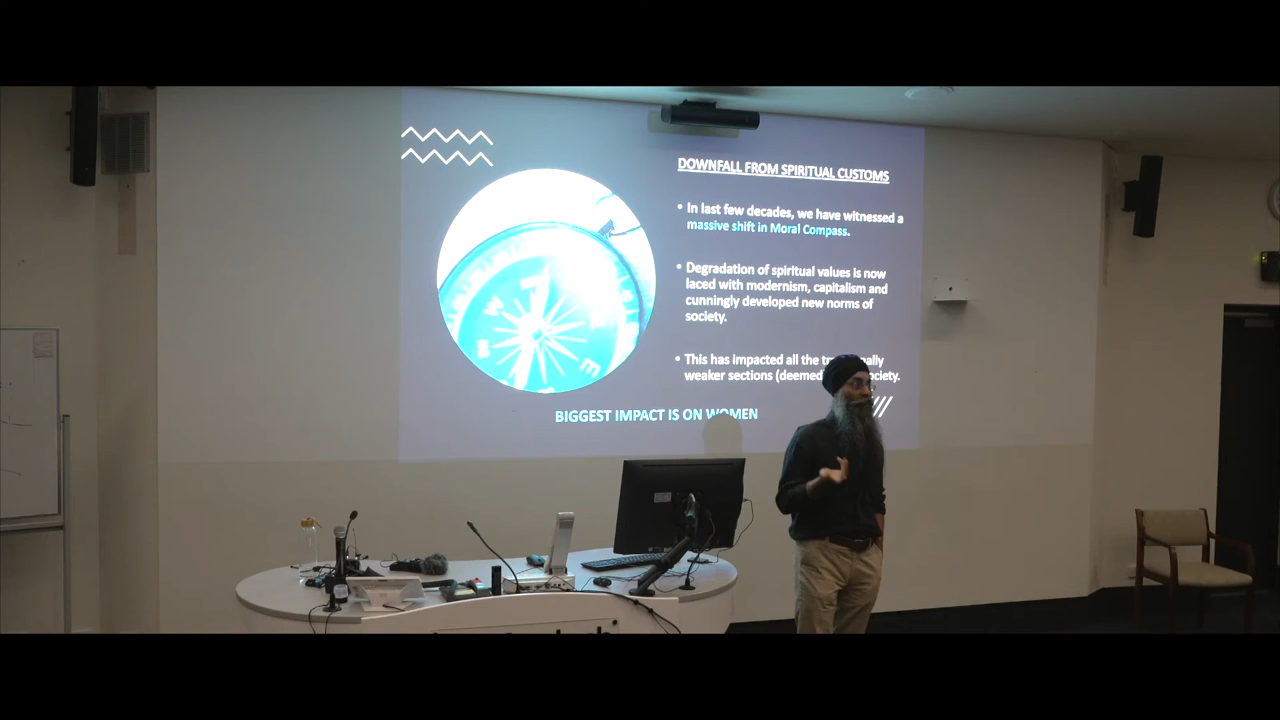 DOWNFALL FROM SPIRITUAL CUSTOMS
• In last few decades, we have witnessed a
massive shift in Moral Compass.
• Degradation of spiritual values is now
laced with modernism, capitalism and
cunningly developed new norms of
society.
• This has impacted all the
weaker sections (deemed
BIGGEST IMPACT IS ON WOMEN
W
E